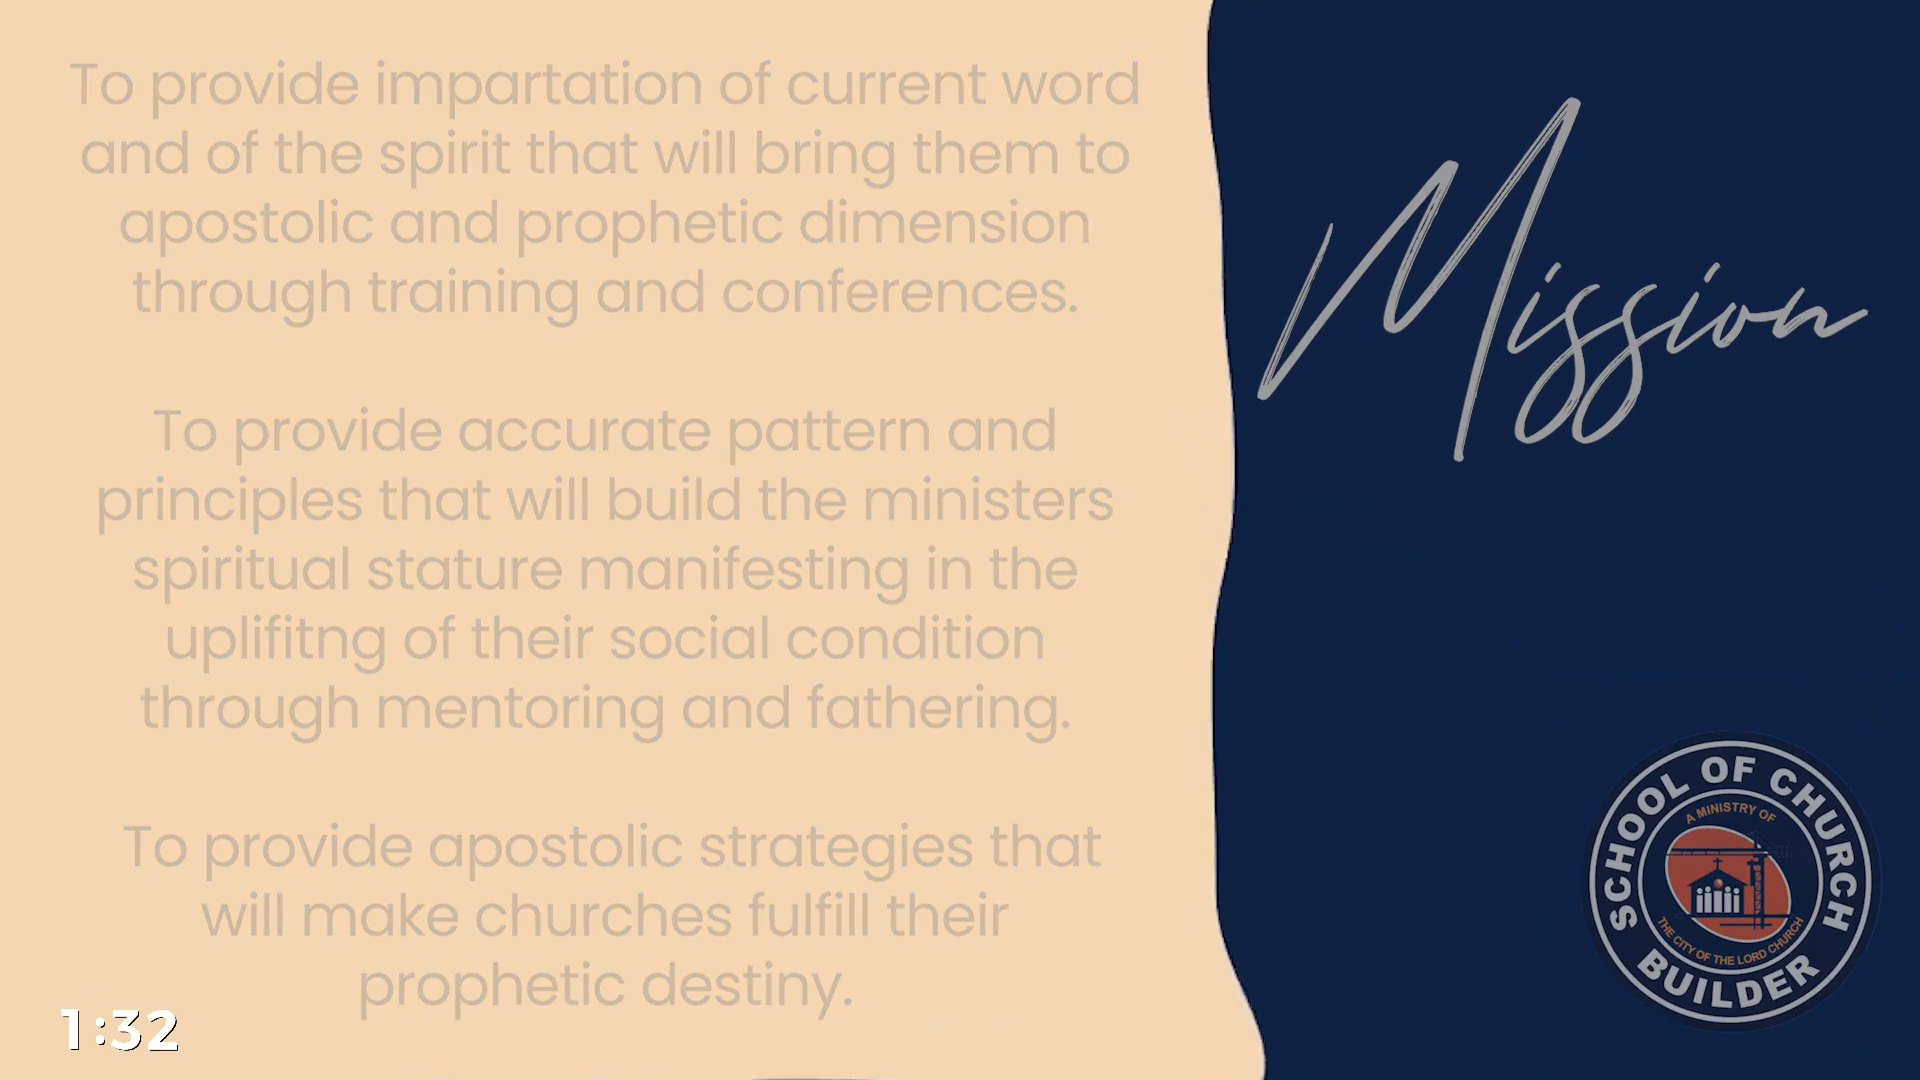 To provide impartation of current word
and of the spirit that will bring them to
apostolic and prophetic dimension
through training and conferences.
To provide accurate pattern and
principles that will build the ministers
spiritual stature manifesting in the
uplifitng of their social condition
through mentoring and fathering.
To provide apostolic strategies that
will make churches fulfill their
prophetic destiny.
1:32
Mission
SCHOOL OF CHURCH
BUILDER
A MINISTRY OF
THE CITY OF THE LORD CHURCH